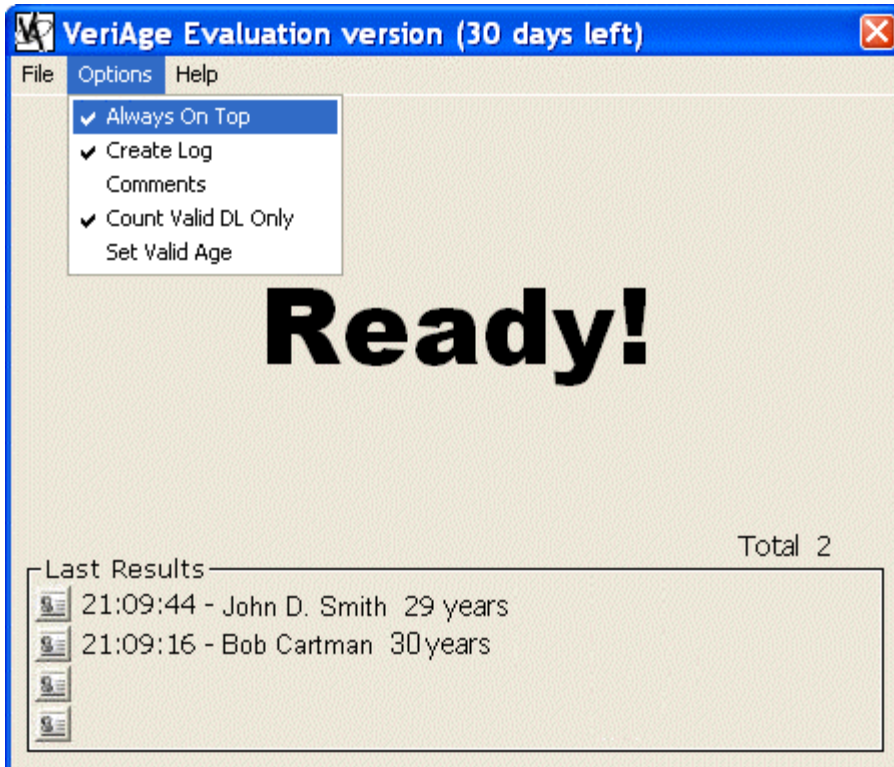 VeriAge Evaluation version (30 days left)
File Options Help
Always On Top
Create Log
Comments
Count Valid DL Only
Set Valid Age
Ready!
Total 2
Last Results
21:09:44 - John D. Smith 29 years
21:09:16 - Bob Cartman 30 years